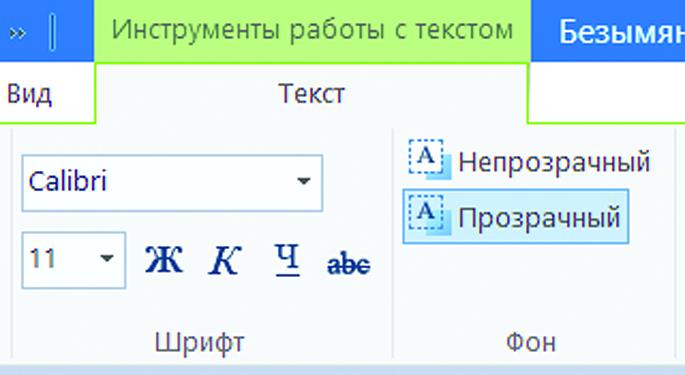 Инструменты работы с текстом Безымян
Вид Текст
Calibri
11 Ж К Ч abc
Шрифт
A Непрозрачный
A Прозрачный
Фон